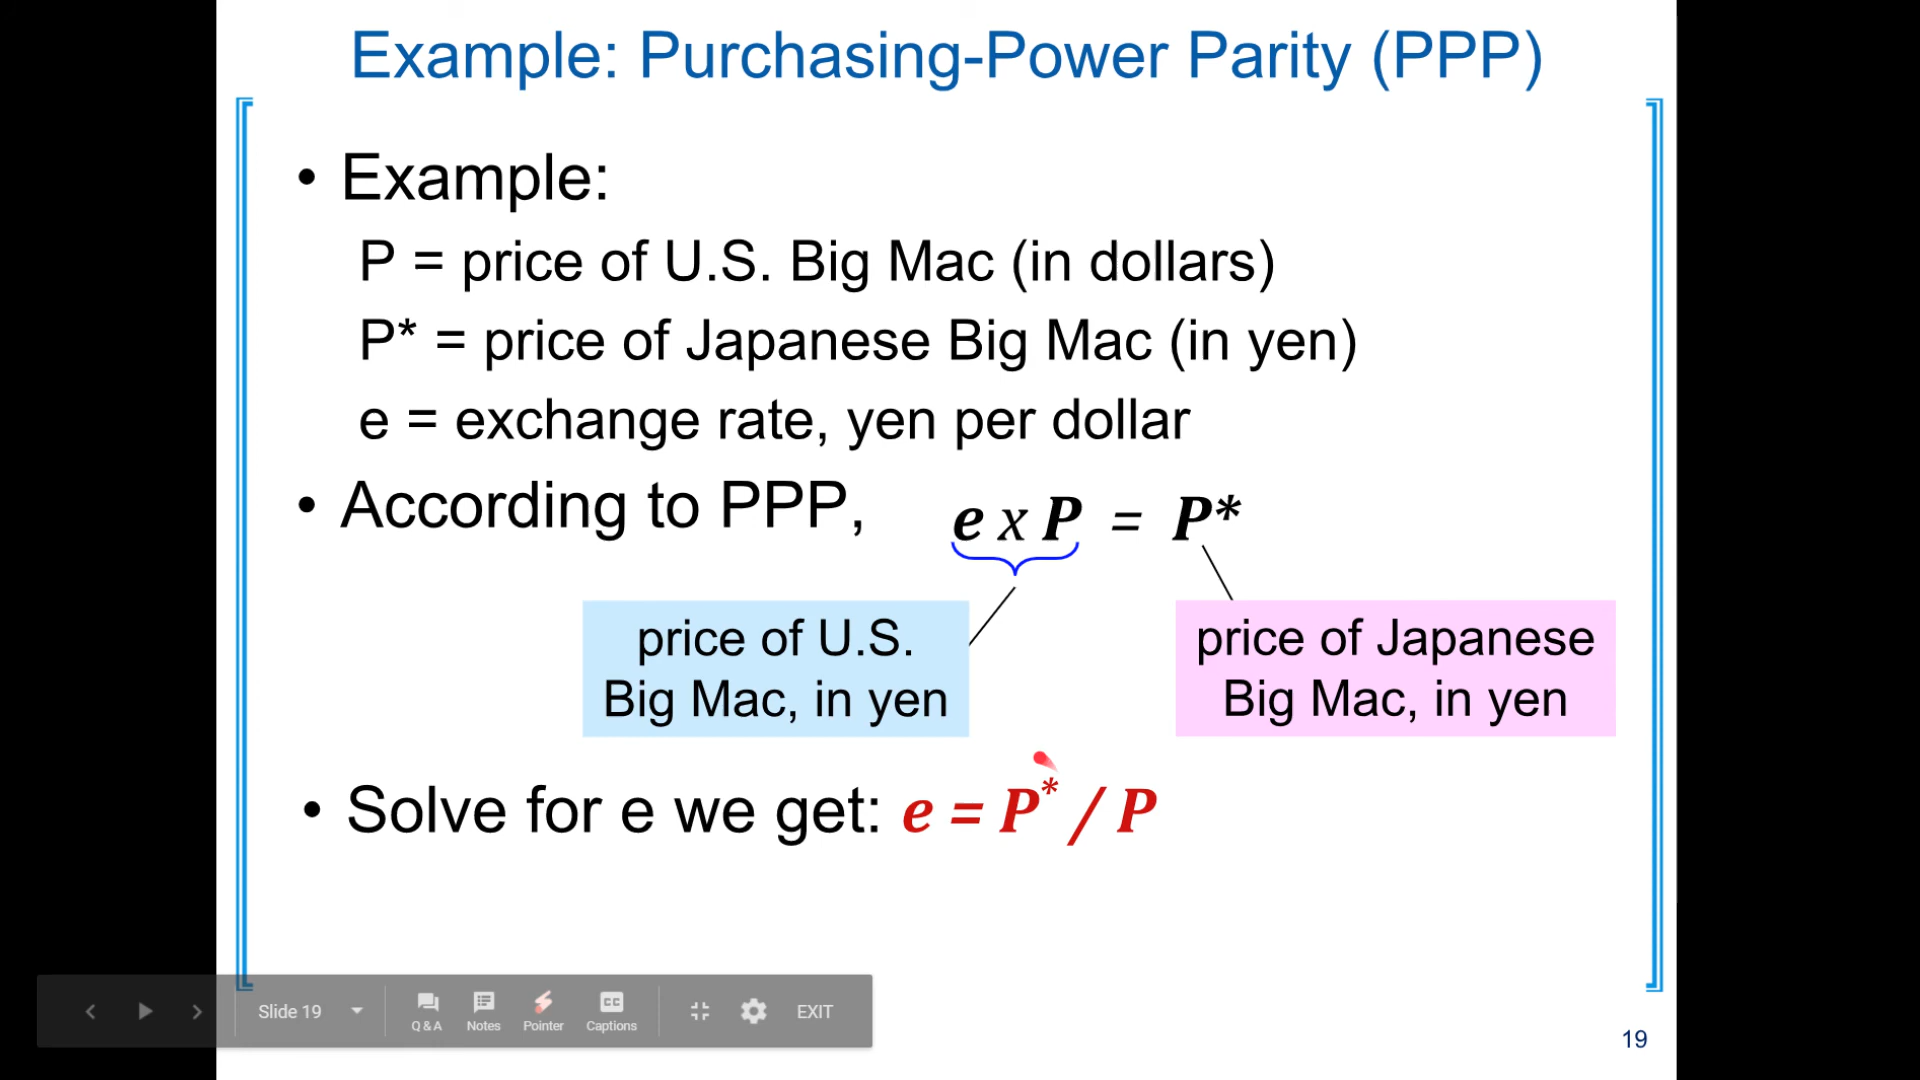 Example: Purchasing-Power Parity (PPP)
• Example:
P = price of U.S. Big Mac (in dollars)
P* = price of Japanese Big Mac (in yen)
e = exchange rate, yen per dollar
• According to PPP, e x P = P*
price of U.S.
Big Mac, in yen
price of Japanese
Big Mac, in yen
• Solve for e we get: e = P* / P
Slide 19
Q & A
Notes
Pointer
CC
Captions
EXIT
19